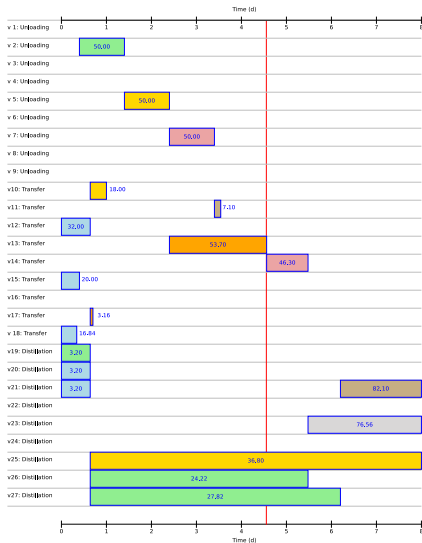 Time (d)
0 1 2 3 4 5 6 7 8
v 1: Unloading
v 2: Unloading 50,00
v 3: Unloading
v 4: Unloading
v 5: Unloading 50,00
v 6: Unloading
v 7: Unloading 50,00
v 8: Unloading
v 9: Unloading
v10: Transfer 18.00
v11: Transfer 7.10
v12: Transfer 32,00
v13: Transfer 53,70
v14: Transfer 46,30
v15: Transfer 20.00
v16: Transfer
v17: Transfer 3.16
v 18: Transfer 16.84
v19: Distillation 3,20
v20: Distillation 3,20
v21: Distillation 3,20 82,10
v22: Distillation
v23: Distillation 76,56
v24: Distillation
v25: Distillation 36,80
v26: Distillation 24,22
v27: Distillation 27,82
0 1 2 3 4 5 6 7 8
Time (d)